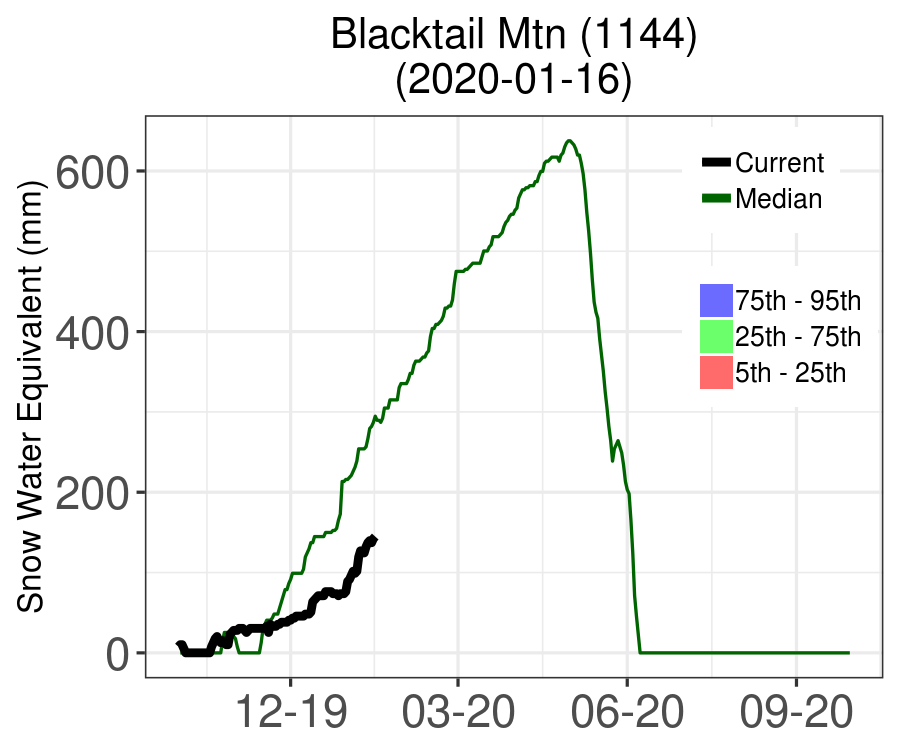 Blacktail Mtn (1144)
(2020-01-16)
Snow Water Equivalent (mm)
600
400
200
0
12-19
03-20
06-20
09-20
Current
Median
75th - 95th
25th - 75th
5th - 25th